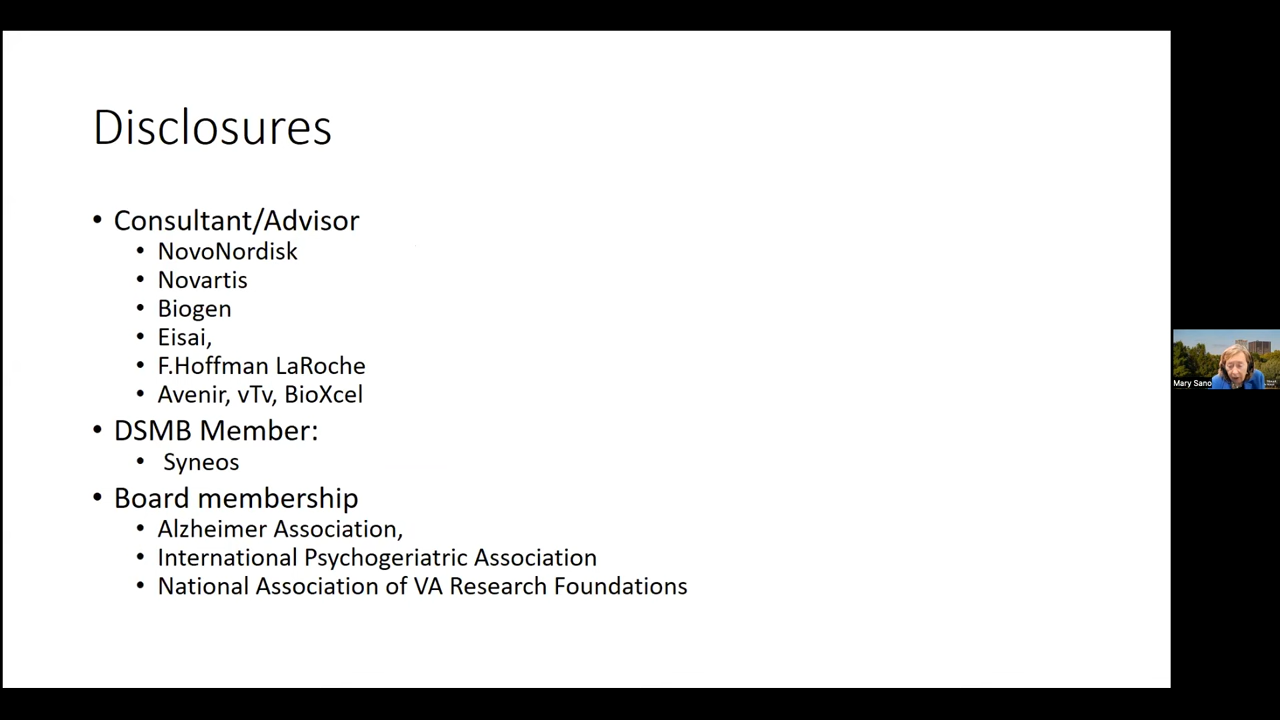 Disclosures
• Consultant/Advisor
• NovoNordisk
• Novartis
• Biogen
• Eisai,
• F.Hoffman LaRoche
• Avenir, vTv, BioXcel
• DSMB Member:
• Syneos
• Board membership
• Alzheimer Association,
• International Psychogeriatric Association
• National Association of VA Research Foundations
Mary Sano